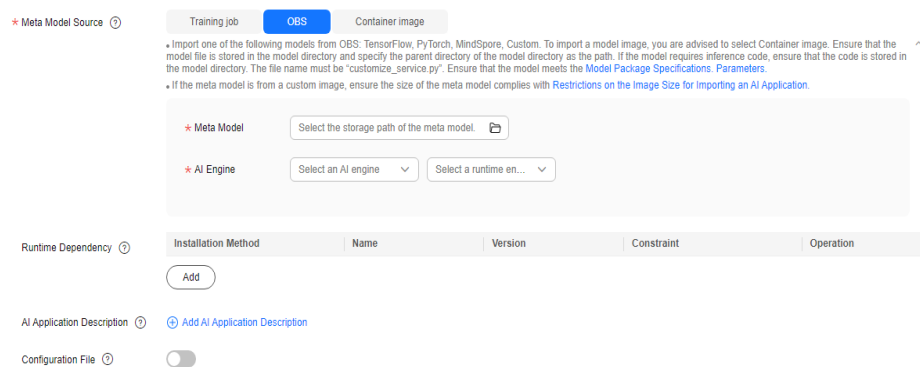 * Meta Model Source ? Training job OBS Container image
• Import one of the following models from OBS: TensorFlow, PyTorch, MindSpore, Custom. To import a model image, you are advised to select Container image. Ensure that the
model file is stored in the model directory and specify the parent directory of the model directory as the path. If the model requires inference code, ensure that the code is stored in
the model directory. The file name must be "customize_service.py". Ensure that the model meets the Model Package Specifications. Parameters.
• If the meta model is from a custom image, ensure the size of the meta model complies with Restrictions on the Image Size for Importing an AI Application.
* Meta Model Select the storage path of the meta model.
* AI Engine Select an AI engine Select a runtime en...
Runtime Dependency ? Installation Method Name Version Constraint Operation
Add
AI Application Description ? Add AI Application Description
Configuration File ?